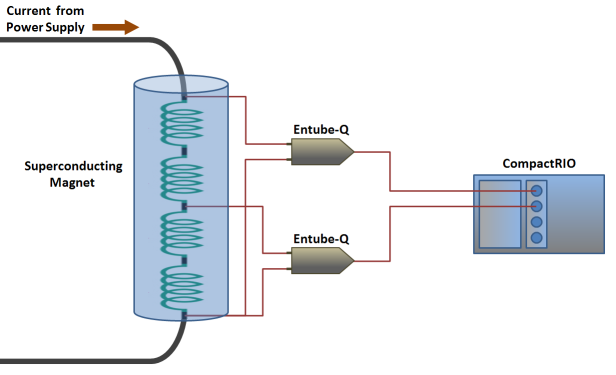 Current from
Power Supply
Entube-Q
CompactRIO
Superconducting
Magnet
Entube-Q